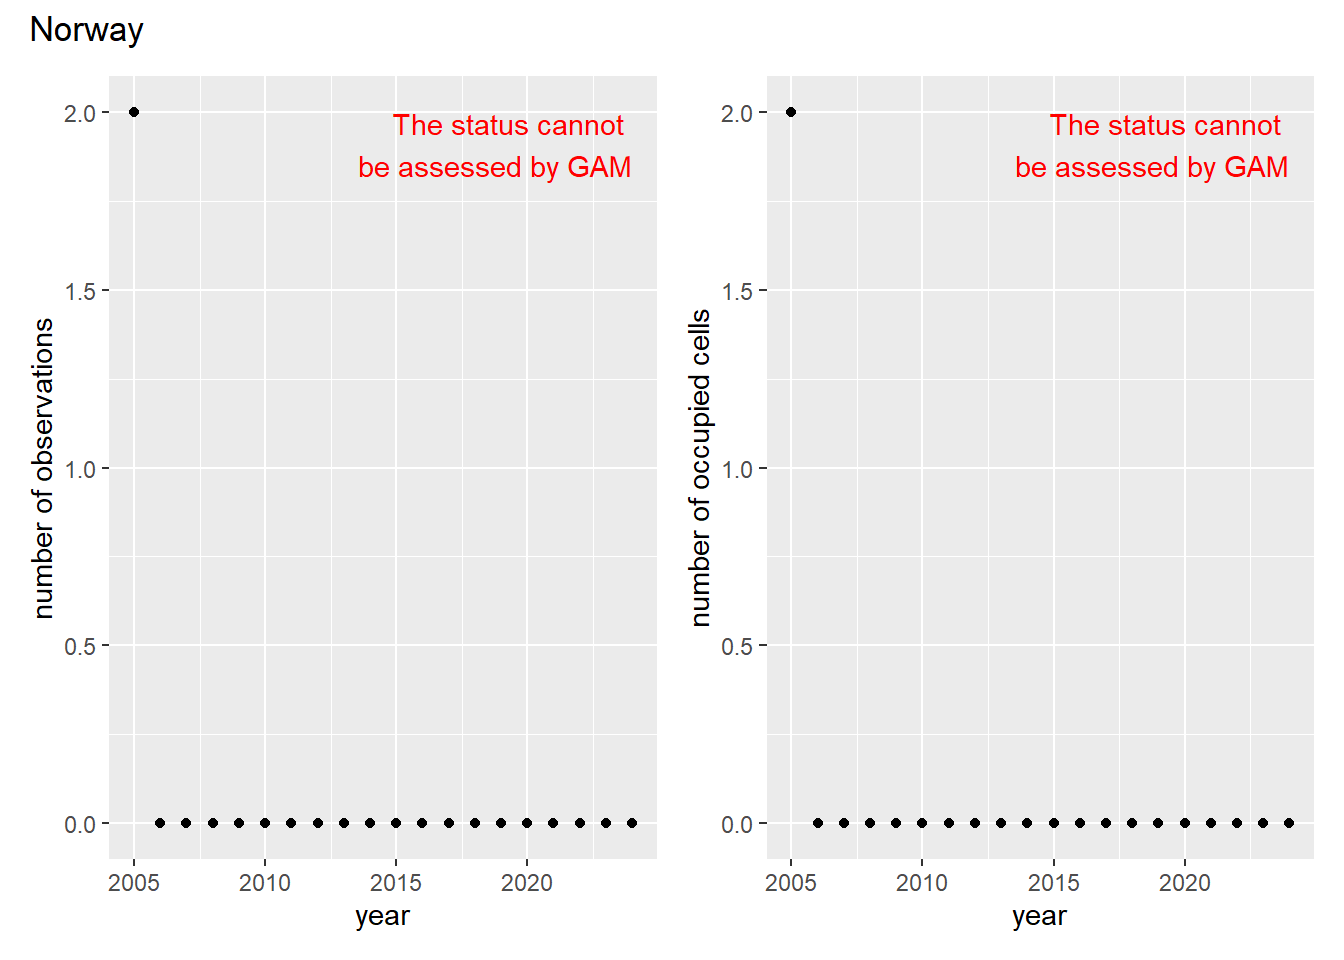 Norway
2.0
1.5
1.0
0.5
0.0
number of observations
The status cannot
be assessed by GAM
2005 2010 2015 2020
year
2.0
1.5
1.0
0.5
0.0
number of occupied cells
The status cannot
be assessed by GAM
2005 2010 2015 2020
year